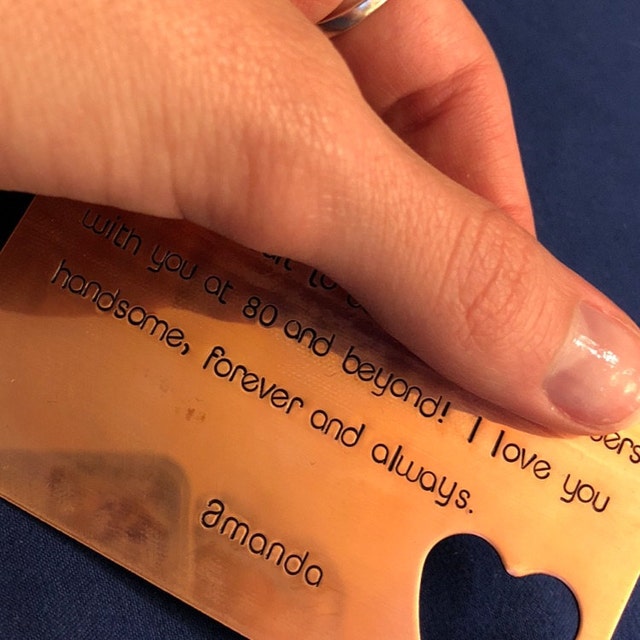 with you at 80 and beyond! I love you
handsome, forever and always.
amanda